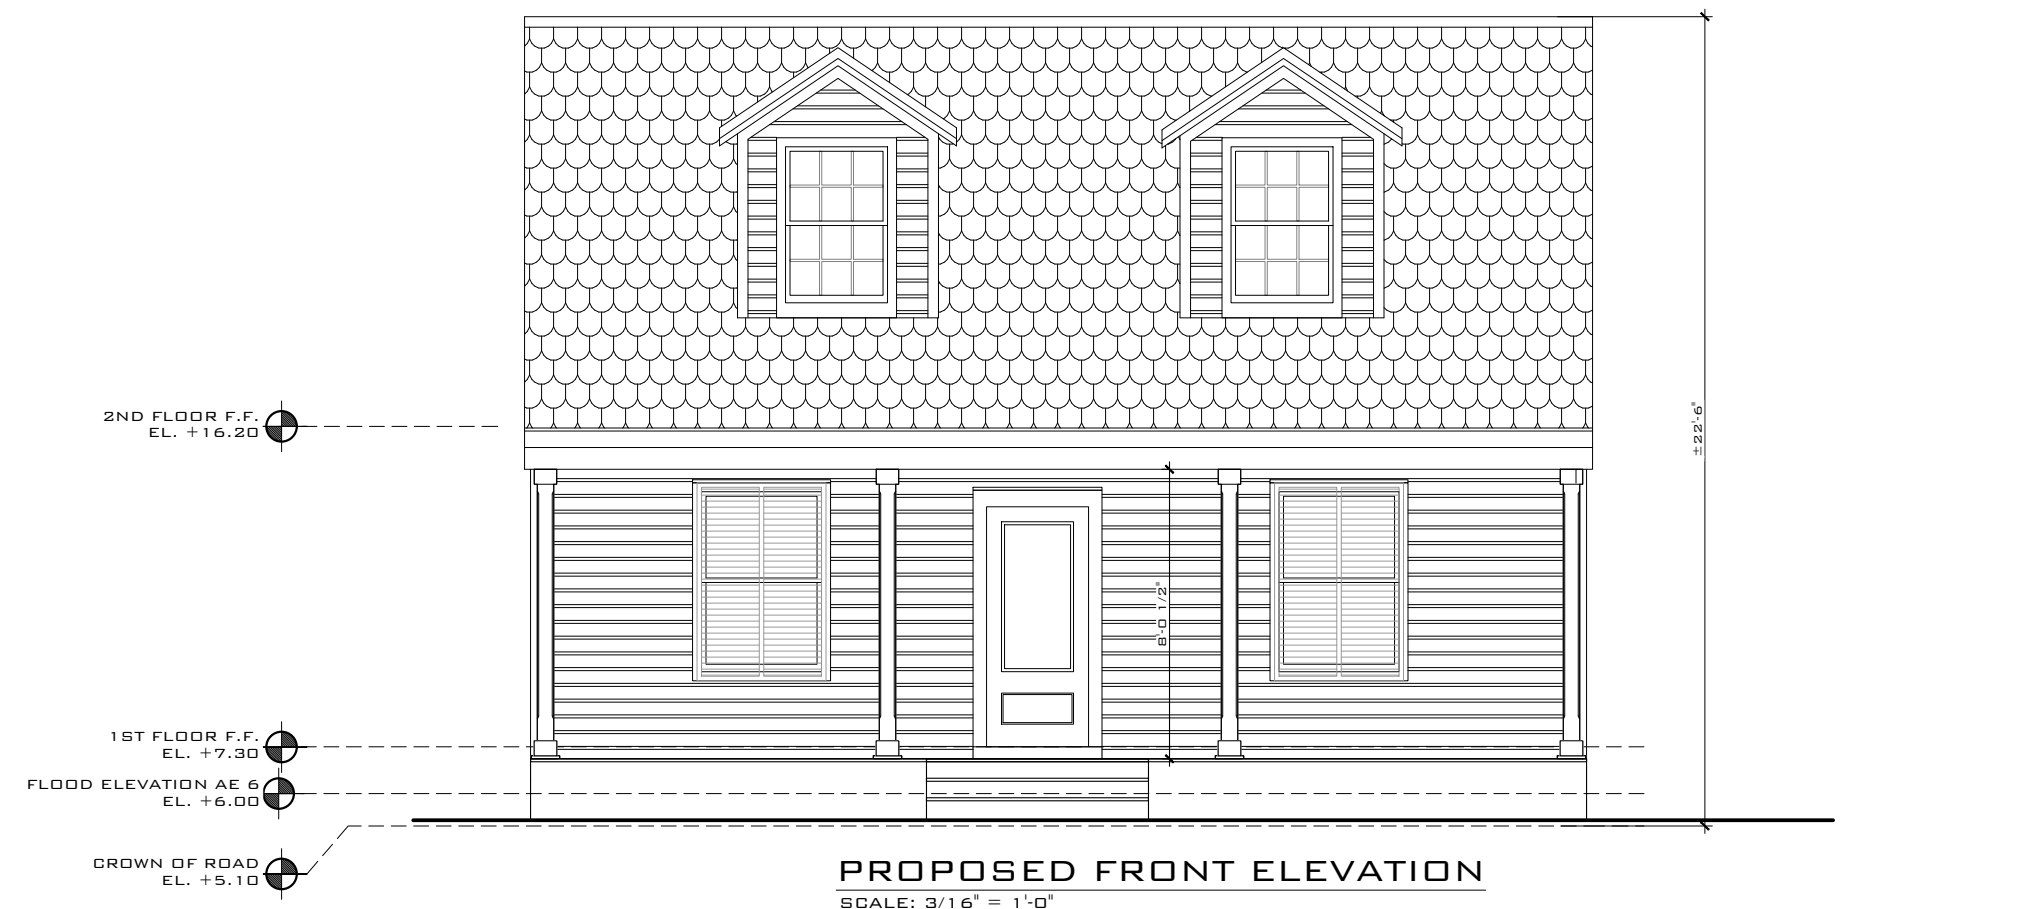 ±22'-6"
2ND FLOOR F.F.
EL. +16.20
8'-0 1/2"
1ST FLOOR F.F.
EL. +7.30
FLOOD ELEVATION AE 6
EL. +6.00
CROWN OF ROAD
EL. +5.10
PROPOSED FRONT ELEVATION
SCALE: 3/16" = 1'-0"